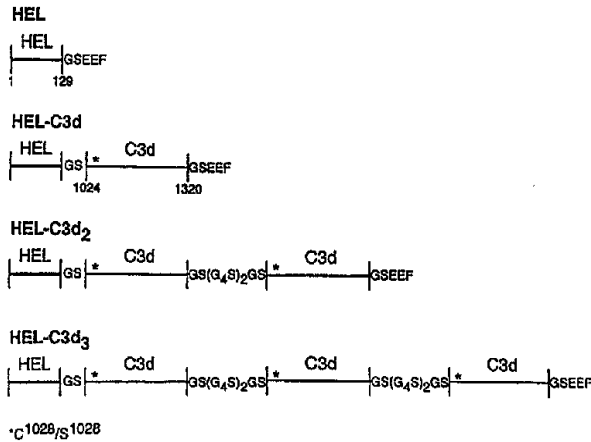 HEL
HEL GSEEF
1 129
HEL-C3d
HEL GS * C3d GSEEF
1024 1320
HEL-C3d₂
HEL GS * C3d GS(G₄S)₂GS * C3d GSEEF
HEL-C3d₃
HEL GS * C3d GS(G₄S)₂GS * C3d GS(G₄S)₂GS * C3d GSEEF
*C¹⁰²⁸/S¹⁰²⁸